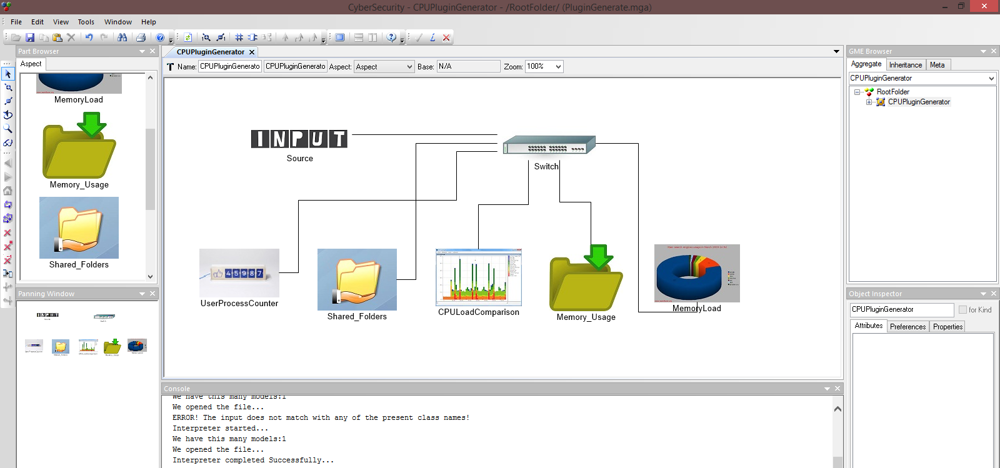 CyberSecurity - CPUPluginGenerator - /RootFolder/ (PluginGenerate.mga)
File Edit View Tools Window Help
Part Browser
Aspect
MemoryLoad
Memory_Usage
Shared_Folders
Panning Window
CPUPluginGenerator
Name: CPUPluginGenerato CPUPluginGenerato Aspect: Aspect Base: N/A Zoom: 100%
INPUT
Source
Switch
45987
UserProcessCounter
Shared_Folders
CPULoadComparison
Memory_Usage
MemoryLoad
Console
We have this many models:1
We opened the file...
ERROR! The input does not match with any of the present class names!
Interpreter started...
We have this many models:1
We opened the file...
Interpreter completed Successfully...
GME Browser
Aggregate Inheritance Meta
CPUPluginGenerator
RootFolder
CPUPluginGenerator
Object Inspector
CPUPluginGenerator for Kind
Attributes Preferences Properties